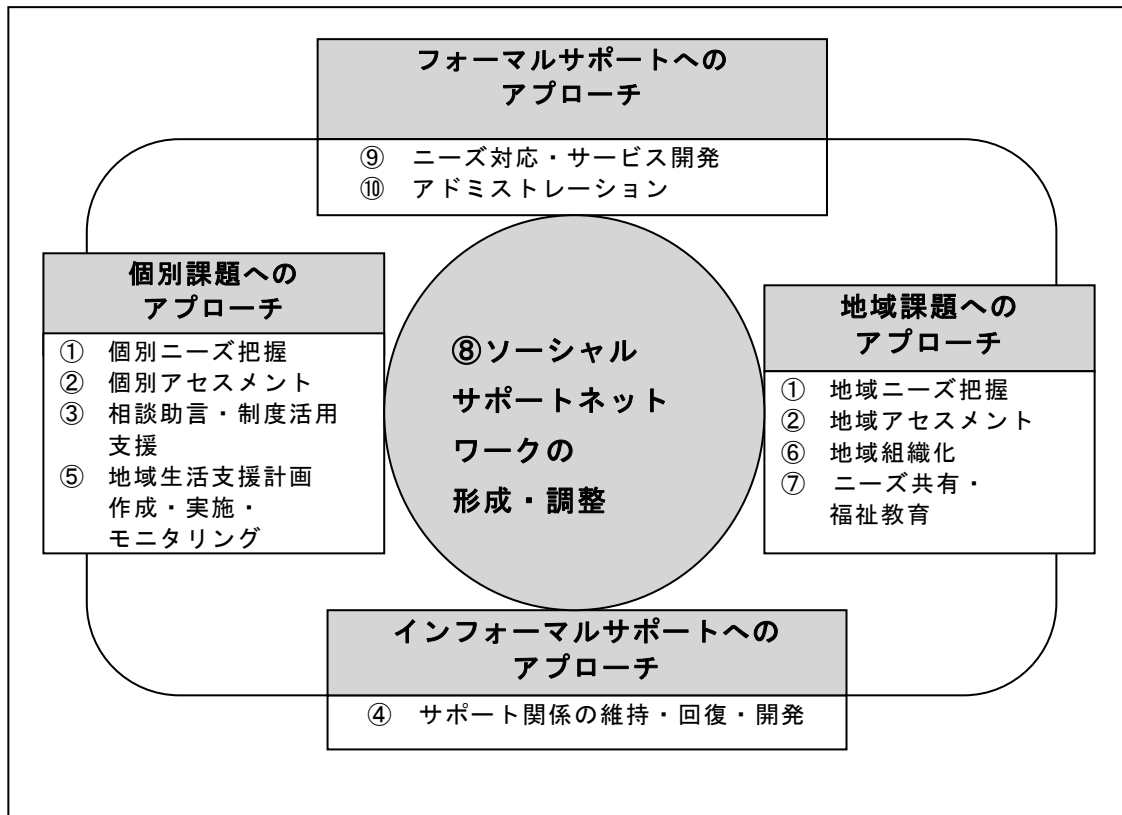 フォーマルサポートへの
アプローチ
⑨ ニーズ対応・サービス開発
⑩ アドミストレーション
個別課題への
アプローチ
① 個別ニーズ把握
② 個別アセスメント
③ 相談助言・制度活用
支援
⑤ 地域生活支援計画
作成・実施・
モニタリング
⑧ソーシャル
サポートネット
ワークの
形成・調整
地域課題への
アプローチ
① 地域ニーズ把握
② 地域アセスメント
⑥ 地域組織化
⑦ ニーズ共有・
福祉教育
インフォーマルサポートへの
アプローチ
④ サポート関係の維持・回復・開発